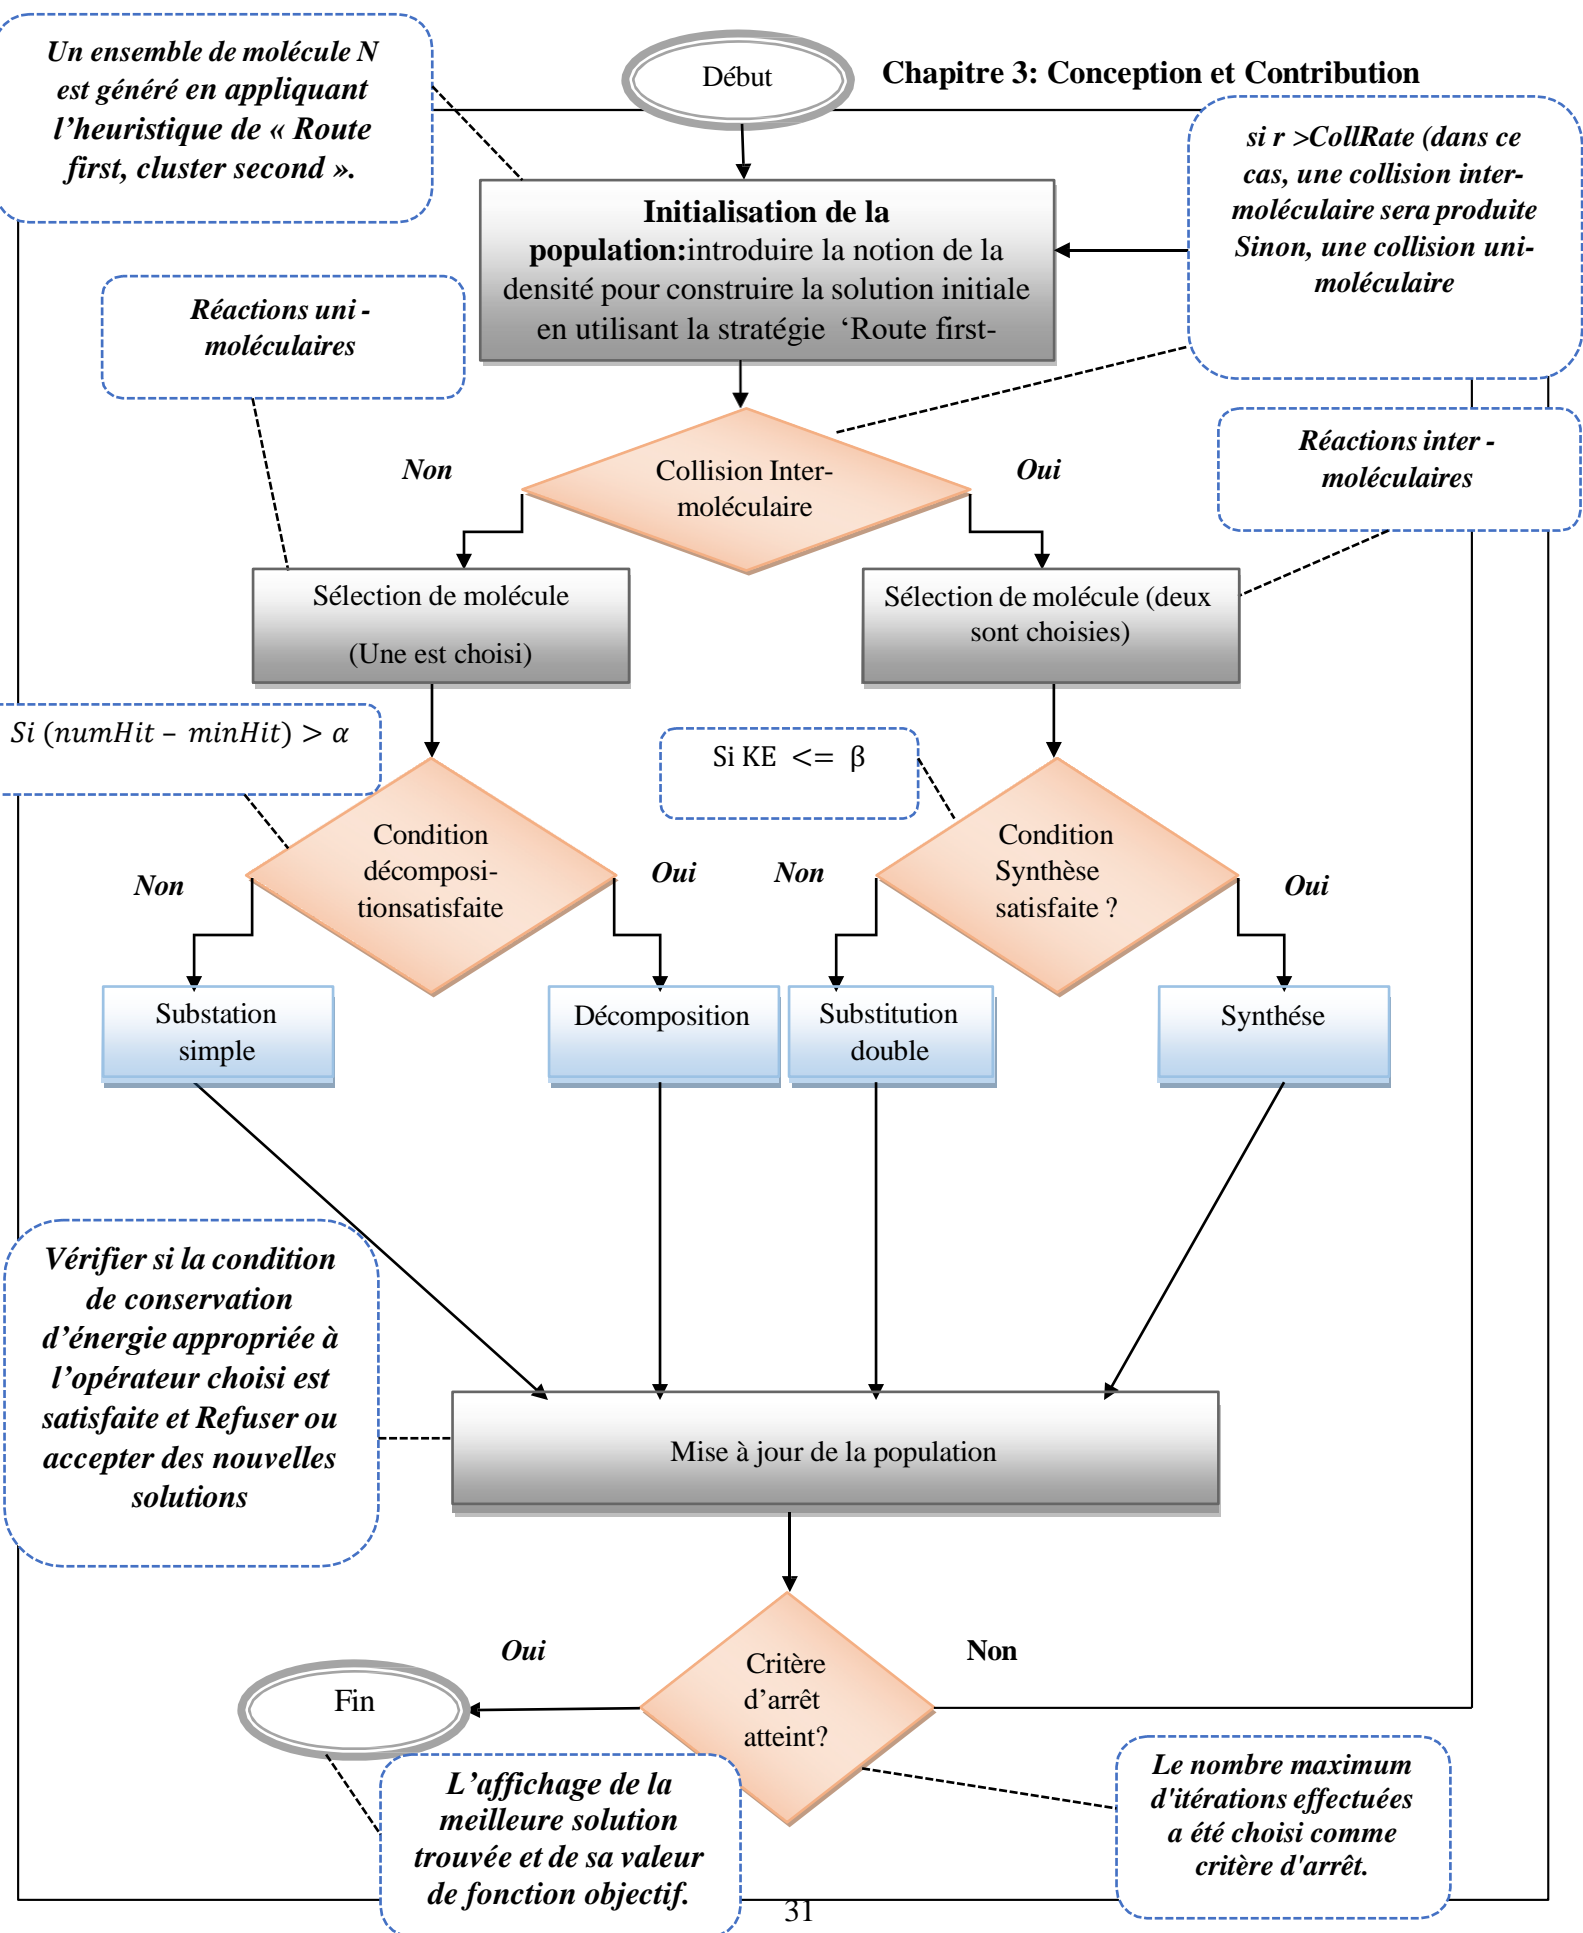 Chapitre 3: Conception et Contribution
Un ensemble de molécule N
est généré en appliquant
l’heuristique de « Route
first, cluster second ».
Début
si r >CollRate (dans ce
cas, une collision inter-
moléculaire sera produite
Sinon, une collision uni-
moléculaire
Initialisation de la
population:introduire la notion de la
densité pour construire la solution initiale
en utilisant la stratégie ‘Route first-
Réactions uni -
moléculaires
Réactions inter -
moléculaires
Non
Collision Inter-
moléculaire
Oui
Sélection de molécule
(Une est choisi)
Sélection de molécule (deux
sont choisies)
Si (numHit – minHit) > α
Si KE <= β
Condition
décomposi-
tionsatisfaite
Condition
Synthèse
satisfaite ?
Non
Oui
Non
Oui
Substation
simple
Décomposition
Substitution
double
Synthése
Vérifier si la condition
de conservation
d’énergie appropriée à
l’opérateur choisi est
satisfaite et Refuser ou
accepter des nouvelles
solutions
Mise à jour de la population
Oui
Critère
d’arrêt
atteint?
Non
Fin
L’affichage de la
meilleure solution
trouvée et de sa valeur
de fonction objectif.
Le nombre maximum
d'itérations effectuées
a été choisi comme
critère d'arrêt.
31